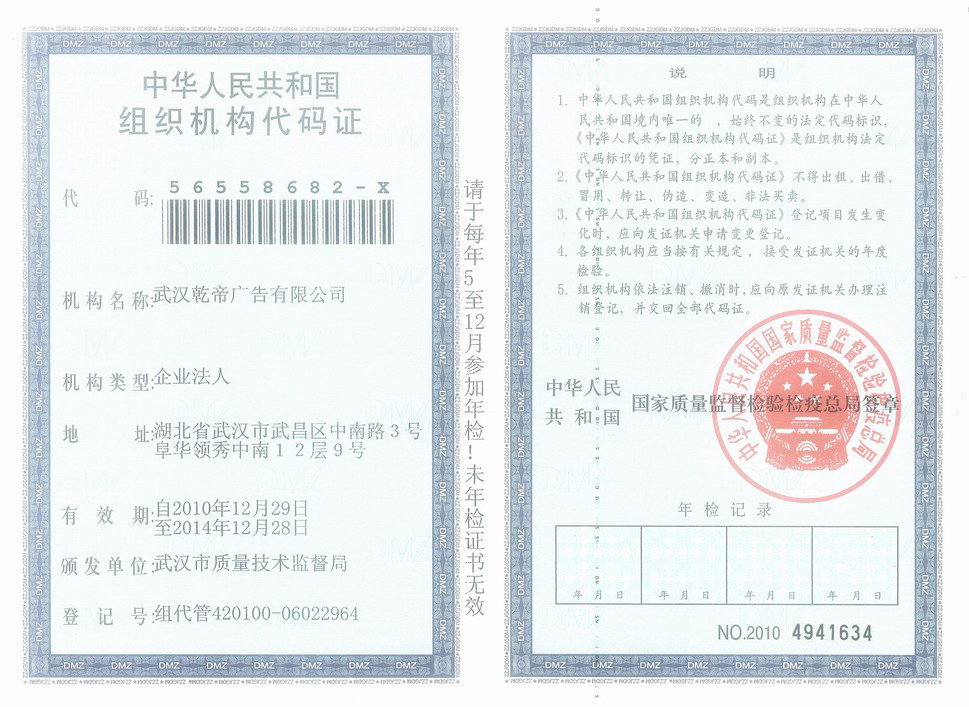 中华人民共和国
组织机构代码证
代 码: 56558682-X
机构名称:武汉乾帝广告有限公司
机构类型:企业法人
地 址:湖北省武汉市武昌区中南路3号
阜华领秀中南12层9号
有 效 期:自2010年12月29日
至2014年12月28日
颁发单位:武汉市质量技术监督局
登 记 号:组代管420100-06022964
请于每年5至12月参加年检！未年检证书无效
说 明
1. 中华人民共和国组织机构代码是组织机构在中华人
民共和国境内唯一的 ，始终不变的法定代码标识，
《中华人民共和国组织机构代码证》是组织机构法定
代码标识的凭证，分正本和副本。
2.《中华人民共和国组织机构代码证》不得出租、出借、
冒用、转让、伪造、变造、非法买卖。
3.《中华人民共和国组织机构代码证》登记项目发生变
化时，应向发证机关申请变更登记。
4. 各组织机构应当按有关规定，接受发证机关的年度
检验。
5. 组织机构依法注销、撤消时，应向原发证机关办理注
销登记，并交回全部代码证。
中华人民
共和国 国家质量监督检验检疫总局签章
中华人民共和国国家质量监督检验检疫总局
年检记录
年 月 日 年 月 日 年 月 日 年 月 日
NO.2010 4941634
DMZ